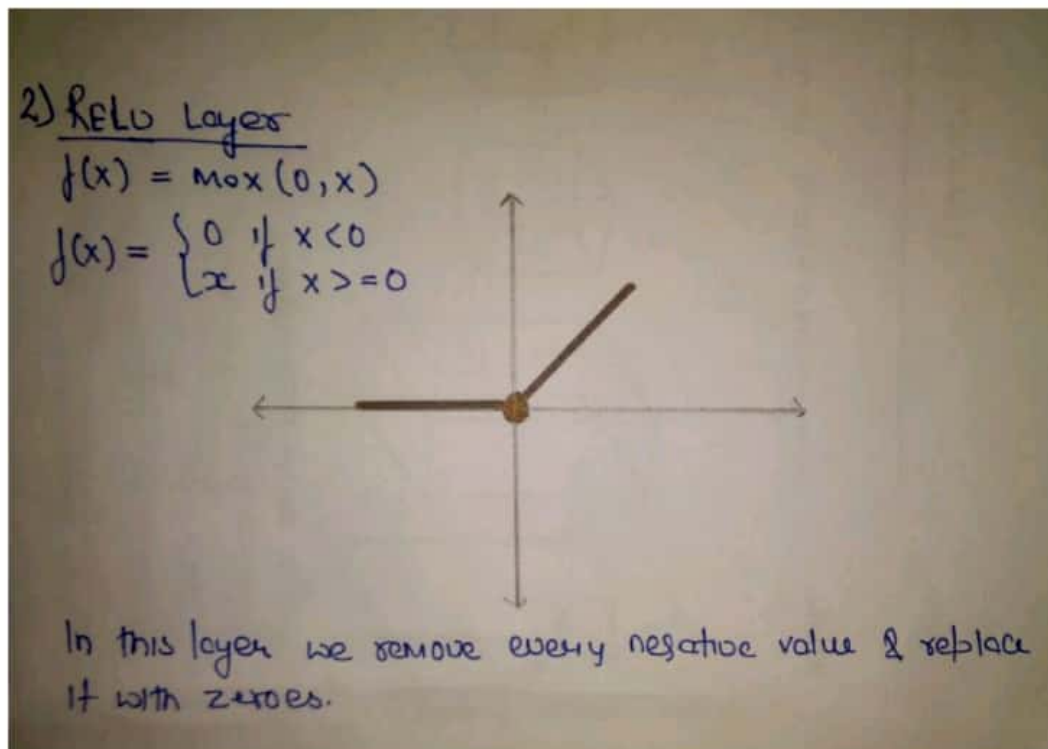 2) RELU Layer
f(x) = max (0, x)
f(x) = { 0 if x < 0
x if x >= 0
In this layer we remove every negative value & replace
it with zeroes.